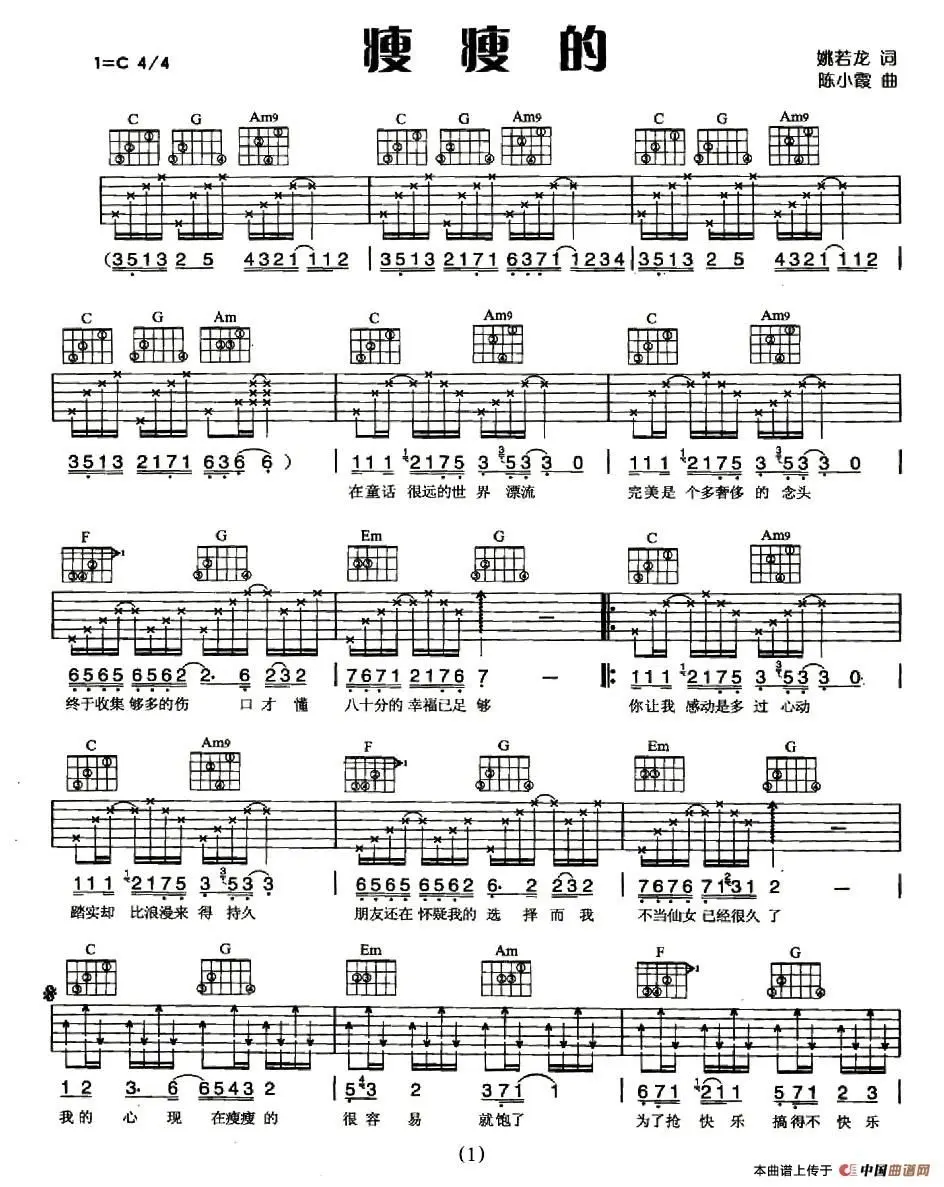 瘦瘦的
1=C 4/4
姚若龙 词
陈小霞 曲
C G Am9 C G Am9 C G Am9
(3513 2 5 4321 112 | 3513 2171 6371 1234 | 3513 2 5 4321 112 |
C G Am C Am9 C Am9
3513 2171 636 6 ) | 111 2175 3 53 3 0 | 111 2175 3 53 3 0 |
在童话 很远的世界 漂流 完美是 个多奢侈的 念头
F G Em G C Am9
6565 6562 2· 6 232 | 7671 2176 7 — 111 2175 3 53 3 0
终于收集 够多的伤 口才 懂 八十分的 幸福已足 够 你让我 感动是多 过 心动
C Am9 F G Em G
111 2175 3 53 3 | 6565 6562 6· 2 232 | 7676 7131 2 — |
踏实却 比浪漫来 得 持久 朋友还在 怀疑我的 选 择而我 不当仙女 已经很久 了
C G Em Am F G
1 2 3· 6 6543 2 | 5 3 2 371 1 | 671 211 571 2 3 |
我的 心 现 在瘦瘦的 很 容 易 就饱了 为了抢 快乐 搞得不 快乐
(1)
本曲谱上传于 中国曲谱网